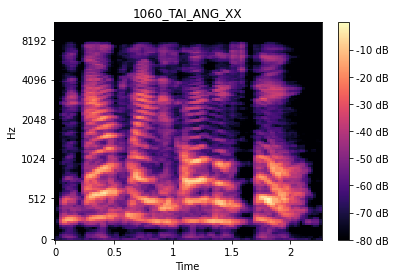 1060_TAI_ANG_XX
8192
4096
2048
1024
512
0
Hz
0
0.5
1
1.5
2
Time
-10 dB
-20 dB
-30 dB
-40 dB
-50 dB
-60 dB
-70 dB
-80 dB